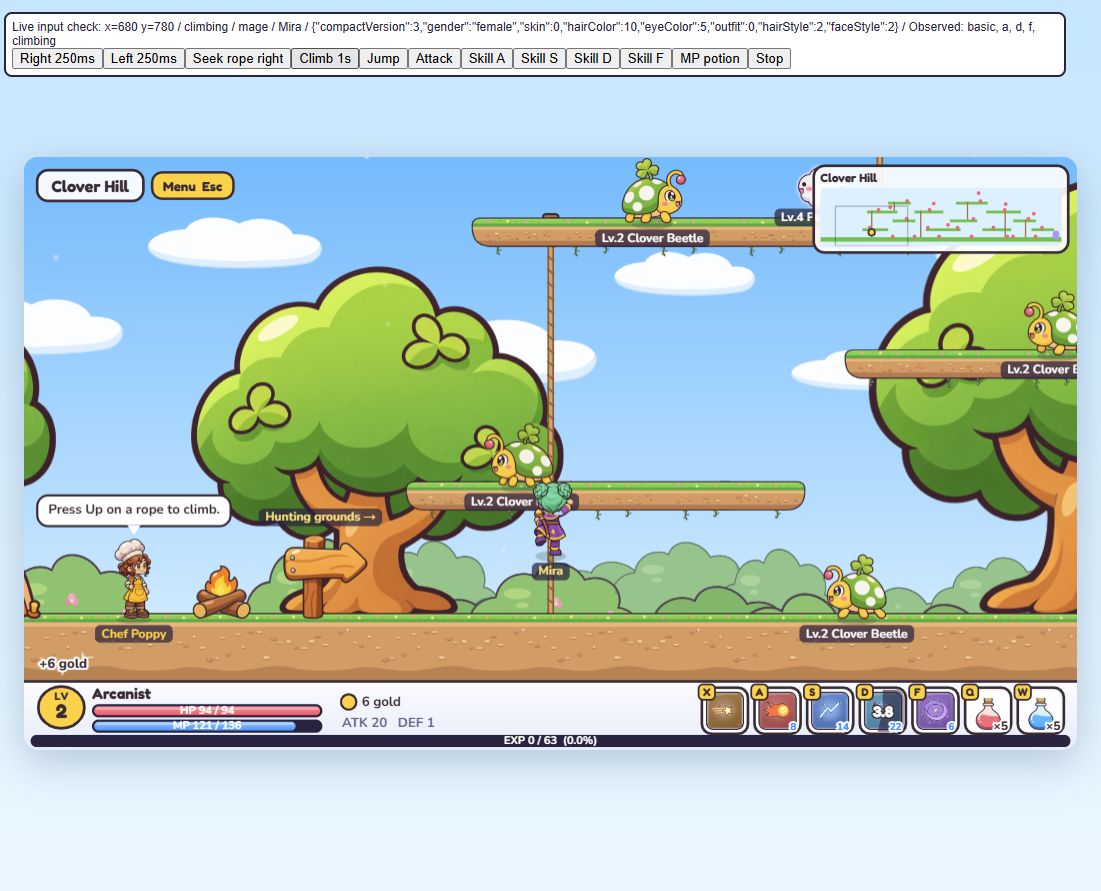 Live input check: x=680 y=780 / climbing / mage / Mira / {"compactVersion":3,"gender":"female","skin":0,"hairColor":10,"eyeColor":5,"outfit":0,"hairStyle":2,"faceStyle":2} / Observed: basic, a, d, f,
climbing
Right 250ms Left 250ms Seek rope right Climb 1s Jump Attack Skill A Skill S Skill D Skill F MP potion Stop
Clover Hill Menu Esc
Clover Hill
Lv.4
Lv.2 Clover Beetle
Lv.2 Clover
Lv.2 Clover
Press Up on a rope to climb.
Hunting grounds →
Mira
Chef Poppy
Lv.2 Clover Beetle
+6 gold
LV
2
Arcanist
HP 94 / 94
MP 121 / 136
6 gold
ATK 20 DEF 1
X A S D F Q W
3.8
8 14 22 6 ×5 ×5
EXP 0 / 63 (0.0%)